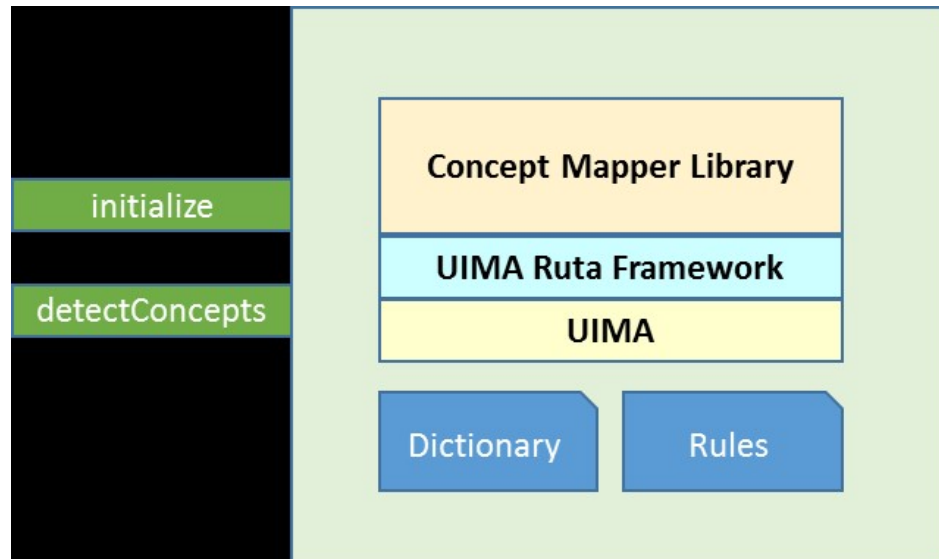 Concept Mapper Library
initialize
UIMA Ruta Framework
detectConcepts
UIMA
Dictionary
Rules